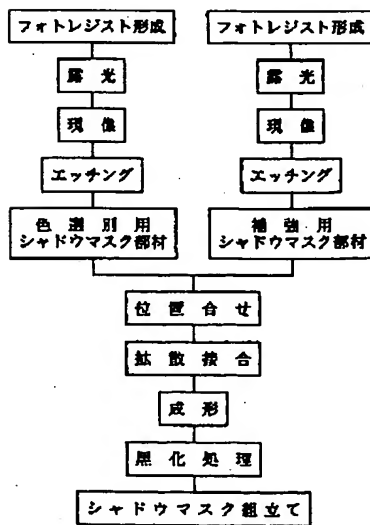 フォトレジスト形成
露光
現像
エッチング
色選別用
シャドウマスク部材
フォトレジスト形成
露光
現像
エッチング
補強用
シャドウマスク部材
位置合せ
拡散接合
成形
黒化処理
シャドウマスク組立て